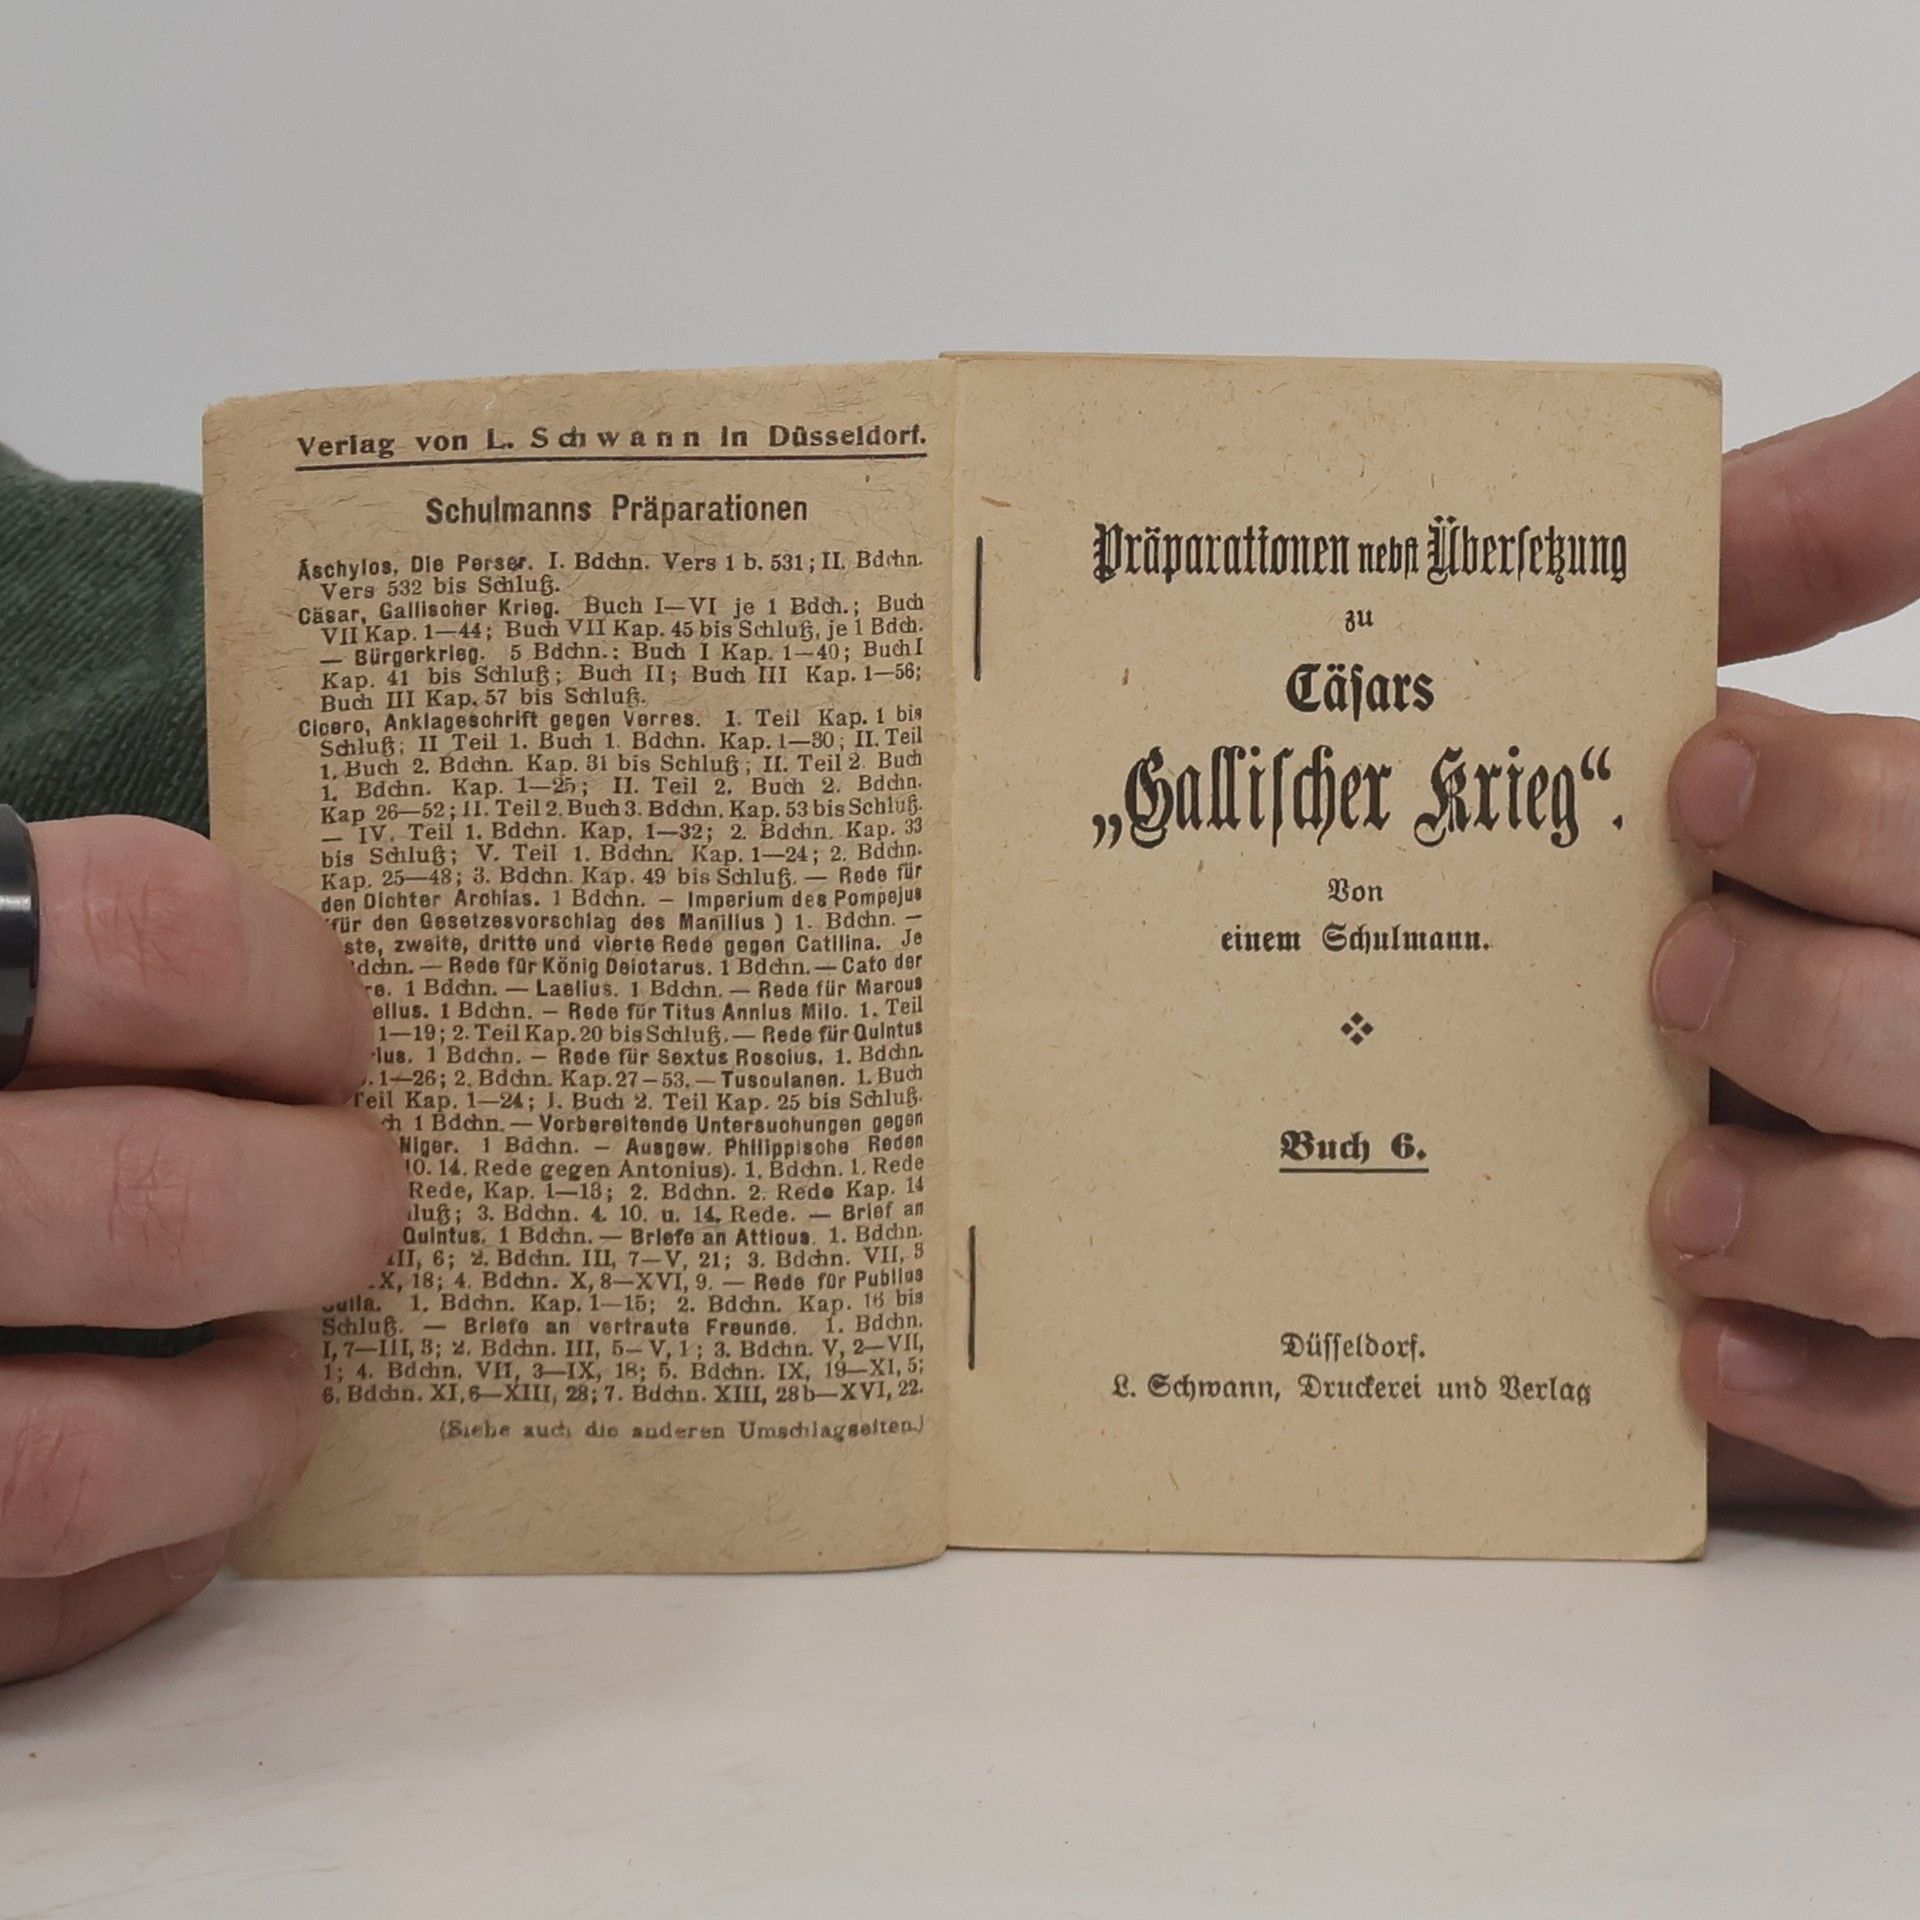 Verlag von L. Schwann in Düsseldorf.
Schulmanns Präparationen
Äschylos, Die Perser. I. Bdchn. Vers 1 b. 531; II. Bdchn.
Vers 532 bis Schluß.
Cäsar, Gallischer Krieg. Buch I—VI je 1 Bdch.; Buch
VII Kap. 1—44; Buch VII Kap. 45 bis Schluß, je 1 Bdch.
— Bürgerkrieg. 5 Bdchn.: Buch I Kap. 1—40; Buch I
Kap. 41 bis Schluß; Buch II; Buch III Kap. 1—56;
Buch III Kap. 57 bis Schluß.
Cicero, Anklageschrift gegen Verres. I. Teil Kap. 1 bis
Schluß; II Teil 1. Buch 1. Bdchn. Kap. 1—30; II. Teil
1. Buch 2. Bdchn. Kap. 31 bis Schluß; II. Teil 2. Buch
1. Bdchn. Kap. 1—25; II. Teil 2. Buch 2. Bdchn.
Kap 26—52; II. Teil 2. Buch 3. Bdchn. Kap. 53 bis Schluß.
— IV. Teil 1. Bdchn. Kap. 1—32; 2. Bdchn. Kap. 33
bis Schluß; V. Teil 1. Bdchn. Kap. 1—24; 2. Bdchn.
Kap. 25—48; 3. Bdchn. Kap. 49 bis Schluß. — Rede für
den Dichter Archias. 1 Bdchn. — Imperium des Pompejus
(für den Gesetzesvorschlag des Manilius) 1. Bdchn. —
zweite, dritte und vierte Rede gegen Catilina. Je
— Rede für König Deiotarus. 1 Bdchn. — Cato der
1 Bdchn. — Laelius. 1 Bdchn. — Rede für Marcus
1 Bdchn. — Rede für Titus Annius Milo. 1. Teil
1—19; 2. Teil Kap. 20 bis Schluß. — Rede für Quintus
1 Bdchn. — Rede für Sextus Roscius. 1. Bdchn.
1—26; 2. Bdchn. Kap. 27—53. — Tusculanen. 1. Buch
Teil Kap. 1—24; 1. Buch 2. Teil Kap. 25 bis Schluß.
1 Bdchn. — Vorbereitende Untersuchungen gegen
Niger. 1 Bdchn. — Ausgew. Philippische Reden
10. 14. Rede gegen Antonius). 1. Bdchn. 1. Rede
Rede, Kap. 1—13; 2. Bdchn. 2. Rede Kap. 14
3. Bdchn. 4. 10. u. 14. Rede. — Brief an
Quintus. 1 Bdchn. — Briefe an Atticus. 1. Bdchn.
6; 2. Bdchn. III, 7—V, 21; 3. Bdchn. VII, 3
18; 4. Bdchn. X, 8—XVI, 9. — Rede für Publius
Sulla. 1. Bdchn. Kap. 1—15; 2. Bdchn. Kap. 16 bis
Schluß. — Briefe an vertraute Freunde. 1. Bdchn.
I, 7—III, 3; 2. Bdchn. III, 5—V, 1; 3. Bdchn. V, 2—VII,
1; 4. Bdchn. VII, 3—IX, 18; 5. Bdchn. IX, 19—XI, 5;
6. Bdchn. XI, 6—XIII, 28; 7. Bdchn. XIII, 28b—XVI, 22.
(Siehe auch die anderen Umschlagseiten.)
Präparationen nebst Übersetzung
zu
Cäsars
„Gallischer Krieg“.
Von
einem Schulmann.
Buch 6.
Düsseldorf.
L. Schwann, Druckerei und Verlag